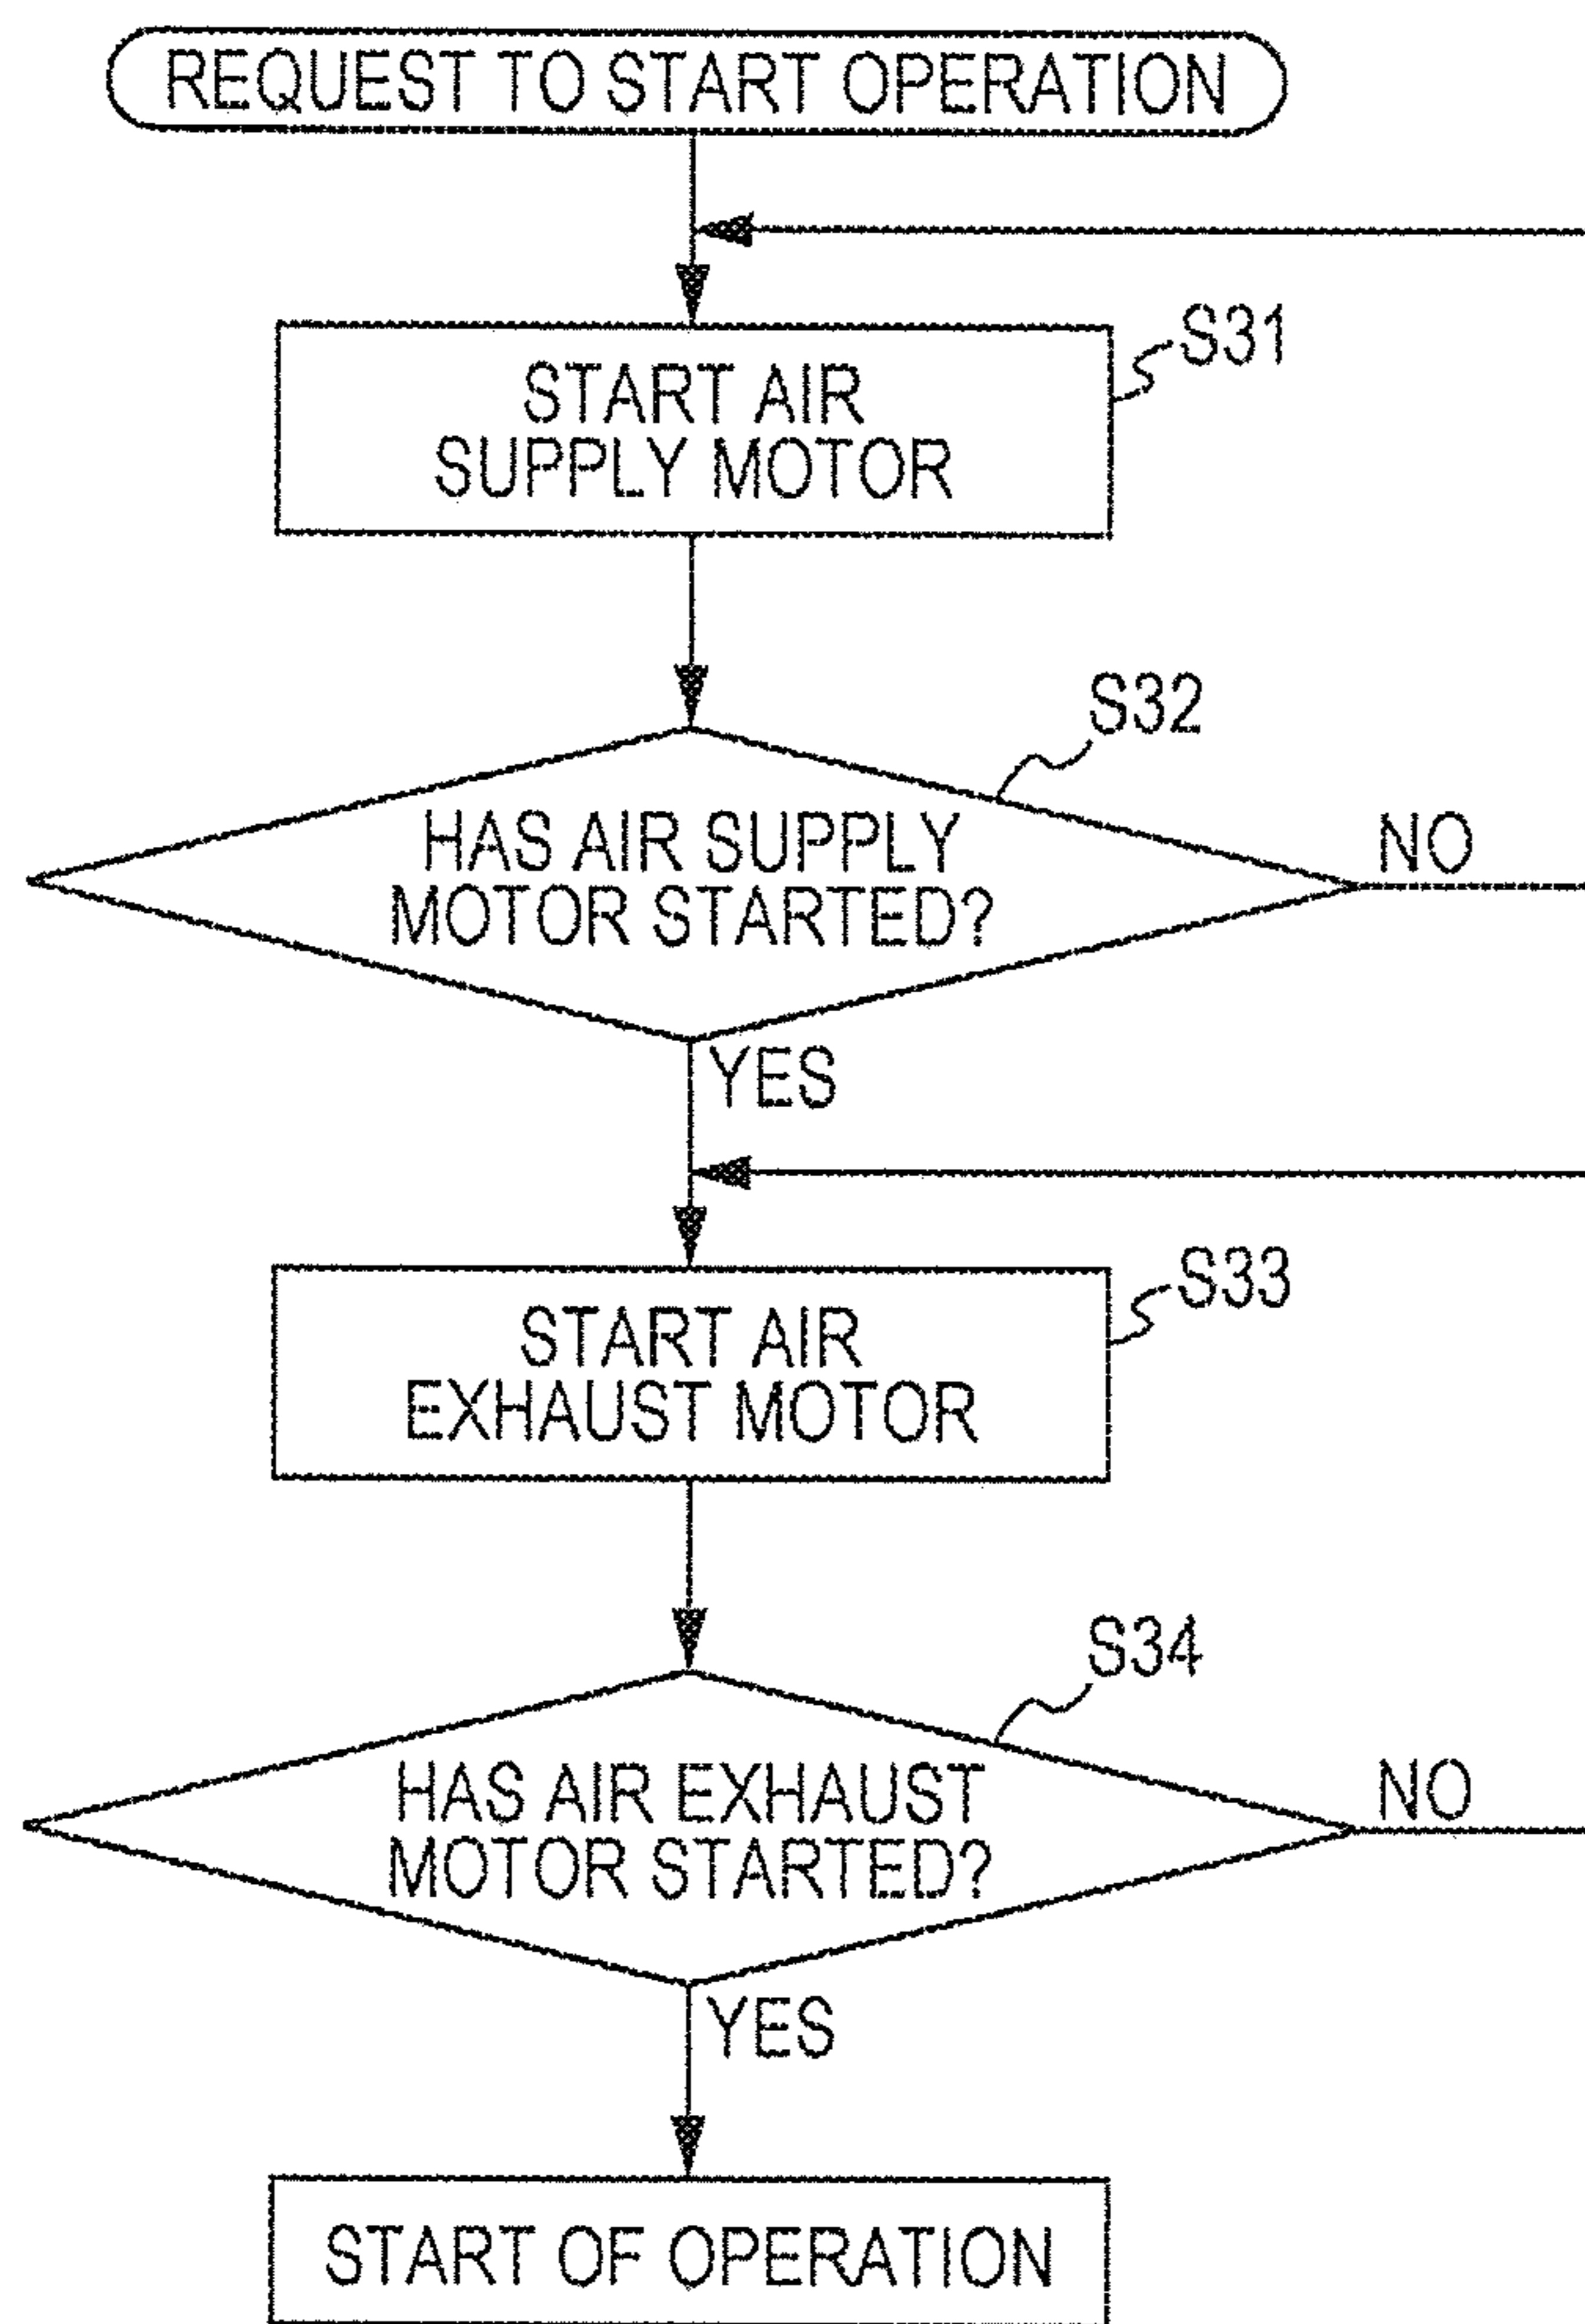 REQUEST TO START OPERATION
S31
START AIR
SUPPLY MOTOR
S32
HAS AIR SUPPLY
MOTOR STARTED?
NO
YES
S33
START AIR
EXHAUST MOTOR
S34
HAS AIR EXHAUST
MOTOR STARTED?
NO
YES
START OF OPERATION